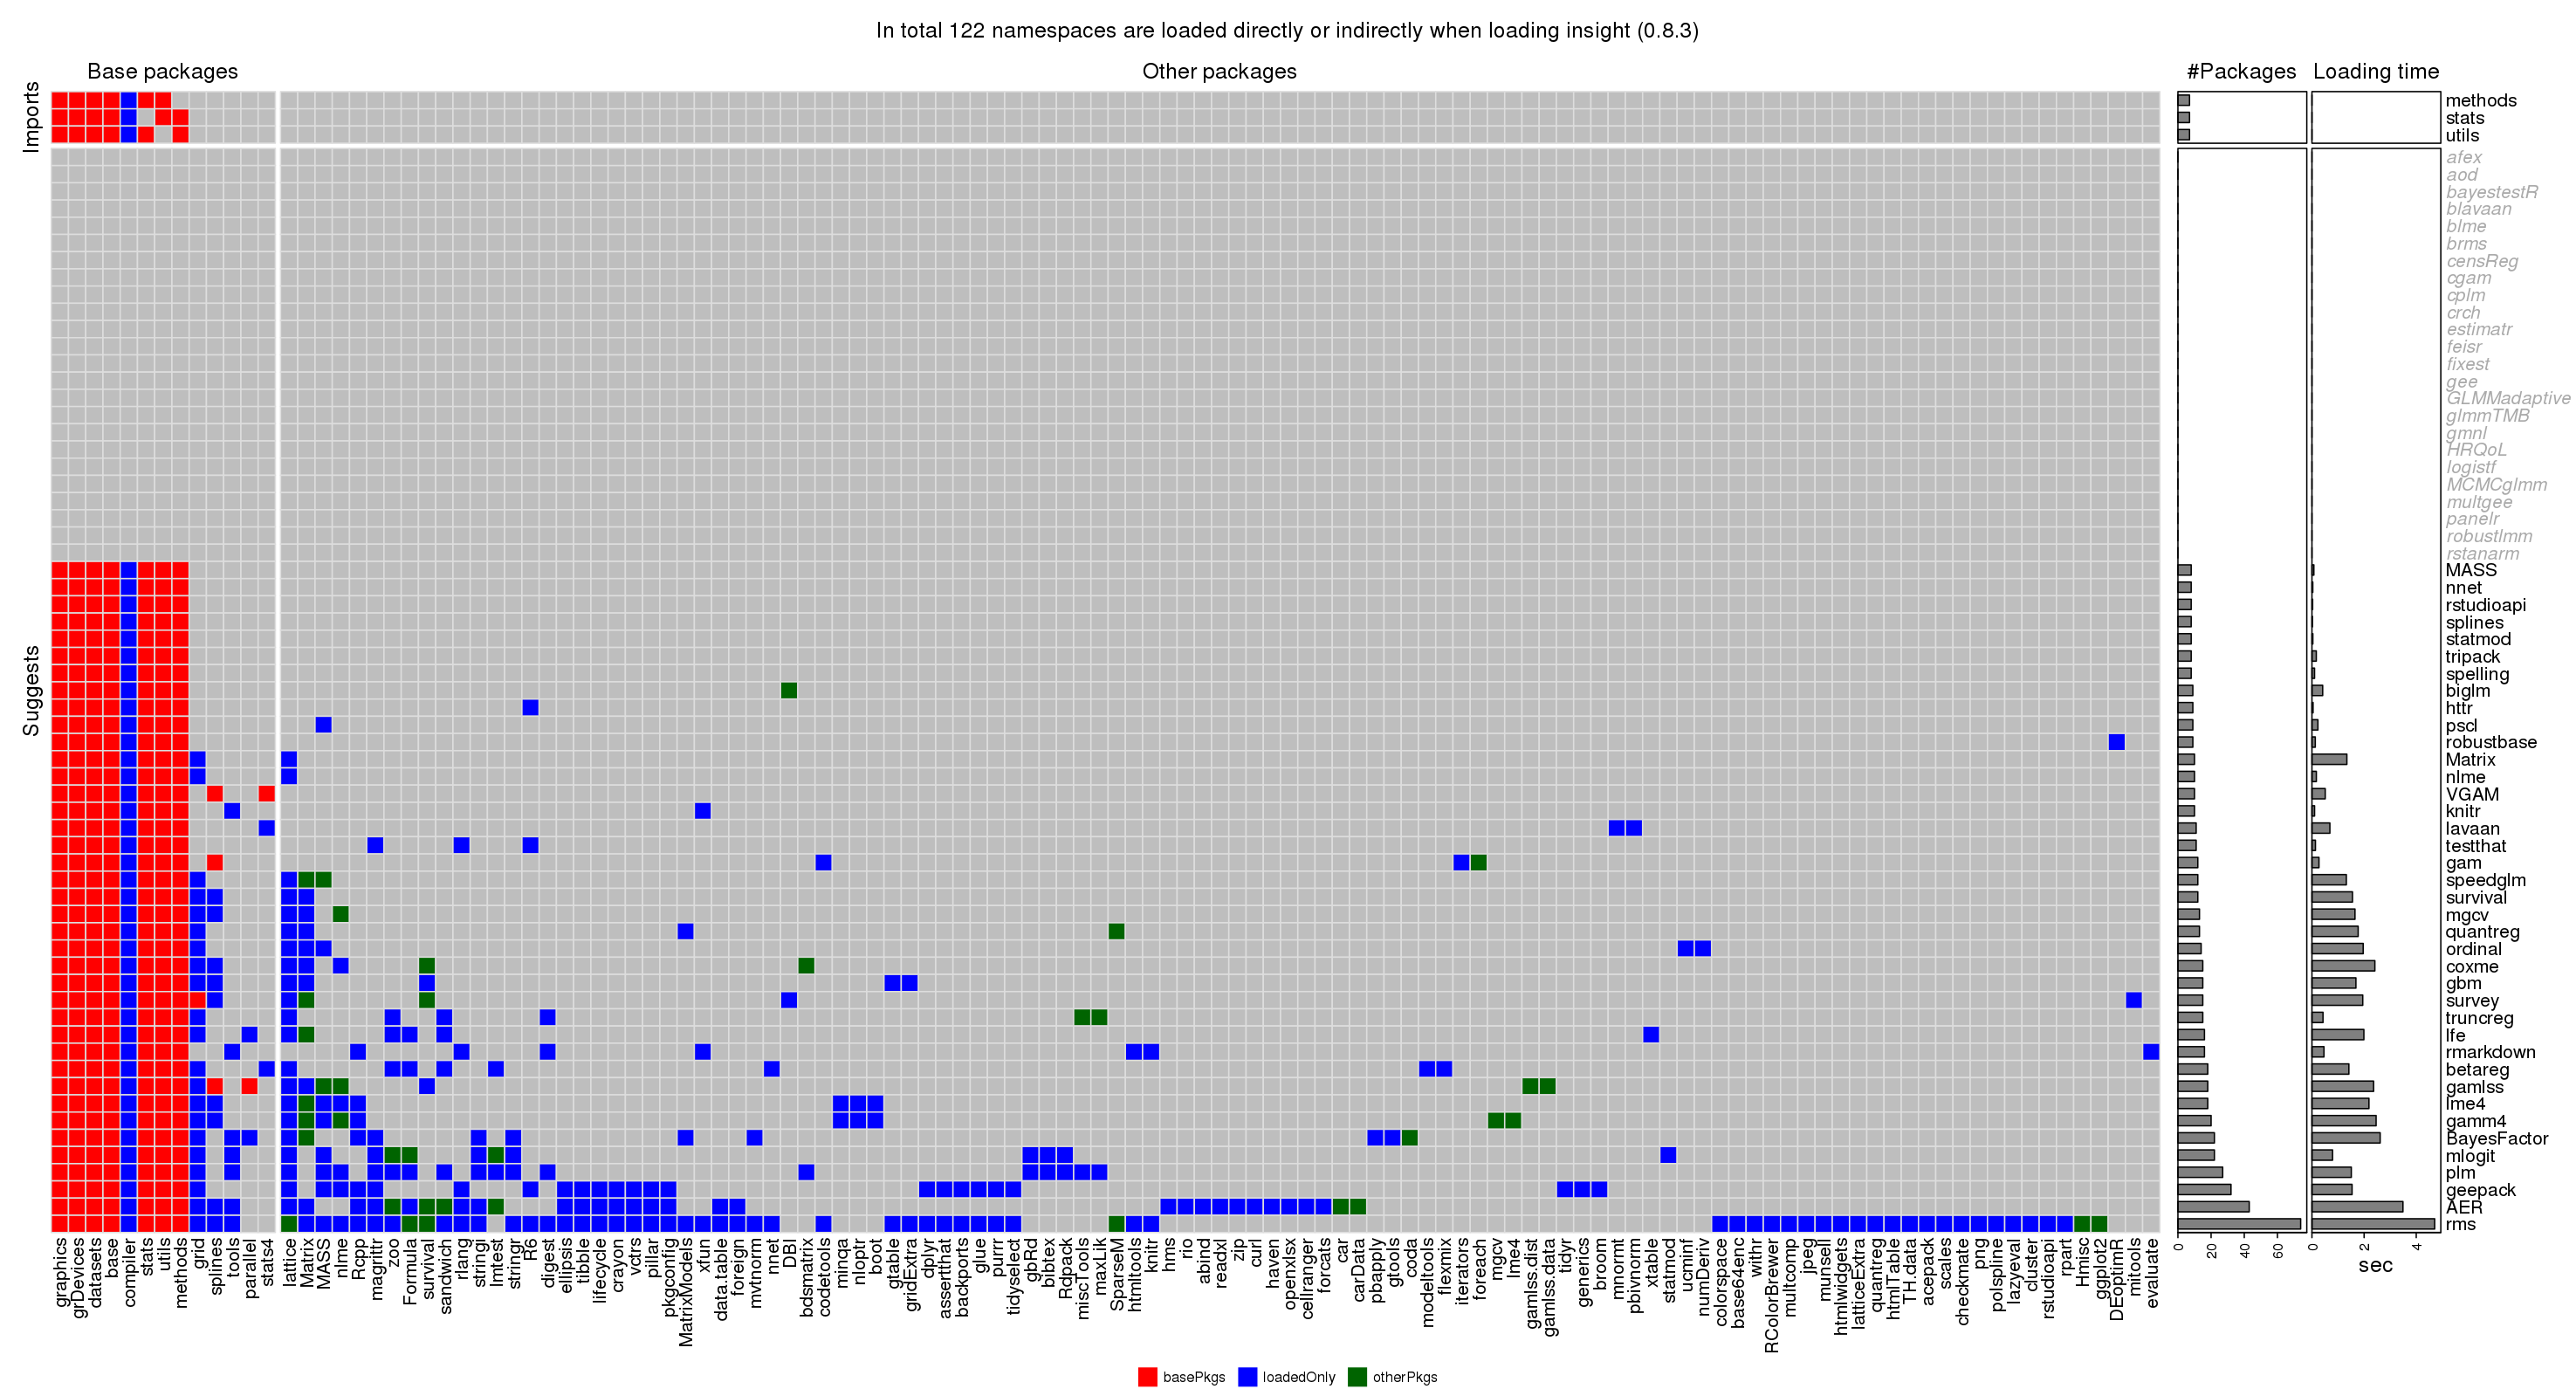 In total 122 namespaces are loaded directly or indirectly when loading insight (0.8.3)
Base packages
Other packages
#Packages
Loading time
Imports
methods
stats
utils
Suggests
afex
aod
bayestestR
blavaan
blme
brms
censReg
cgam
cplm
crch
estimatr
feisr
fixest
gee
GLMMadaptive
glmmTMB
gmnl
HRQoL
logistf
MCMCglmm
multgee
panelr
robustlmm
rstanarm
MASS
nnet
rstudioapi
splines
statmod
tripack
spelling
biglm
httr
pscl
robustbase
Matrix
nlme
VGAM
knitr
lavaan
testthat
gam
speedglm
survival
mgcv
quantreg
ordinal
coxme
gbm
survey
truncreg
lfe
rmarkdown
betareg
gamlss
lme4
gamm4
BayesFactor
mlogit
plm
geepack
AER
rms
graphics
grDevices
datasets
base
compiler
stats
utils
methods
grid
splines
tools
parallel
stats4
lattice
Matrix
MASS
nlme
Rcpp
magrittr
zoo
Formula
survival
sandwich
rlang
stringi
lmtest
stringr
R6
digest
ellipsis
tibble
lifecycle
crayon
vctrs
pillar
pkgconfig
MatrixModels
xfun
data.table
foreign
mvtnorm
nnet
DBI
bdsmatrix
codetools
minqa
nloptr
boot
gtable
gridExtra
dplyr
assertthat
backports
glue
purrr
tidyselect
gbRd
bibtex
Rdpack
miscTools
maxLik
SparseM
htmltools
knitr
hms
rio
abind
readxl
zip
curl
haven
openxlsx
cellranger
forcats
car
carData
pbapply
gtools
coda
modeltools
flexmix
iterators
foreach
mgcv
lme4
gamlss.dist
gamlss.data
tidyr
generics
broom
mnormt
pbivnorm
xtable
statmod
ucminf
numDeriv
colorspace
base64enc
withr
RColorBrewer
multcomp
jpeg
munsell
htmlwidgets
latticeExtra
quantreg
htmlTable
TH.data
acepack
scales
checkmate
png
polspline
lazyeval
cluster
rstudioapi
rpart
Hmisc
ggplot2
DEoptimR
mitools
evaluate
0
20
40
60
0
2
4
sec
basePkgs
loadedOnly
otherPkgs